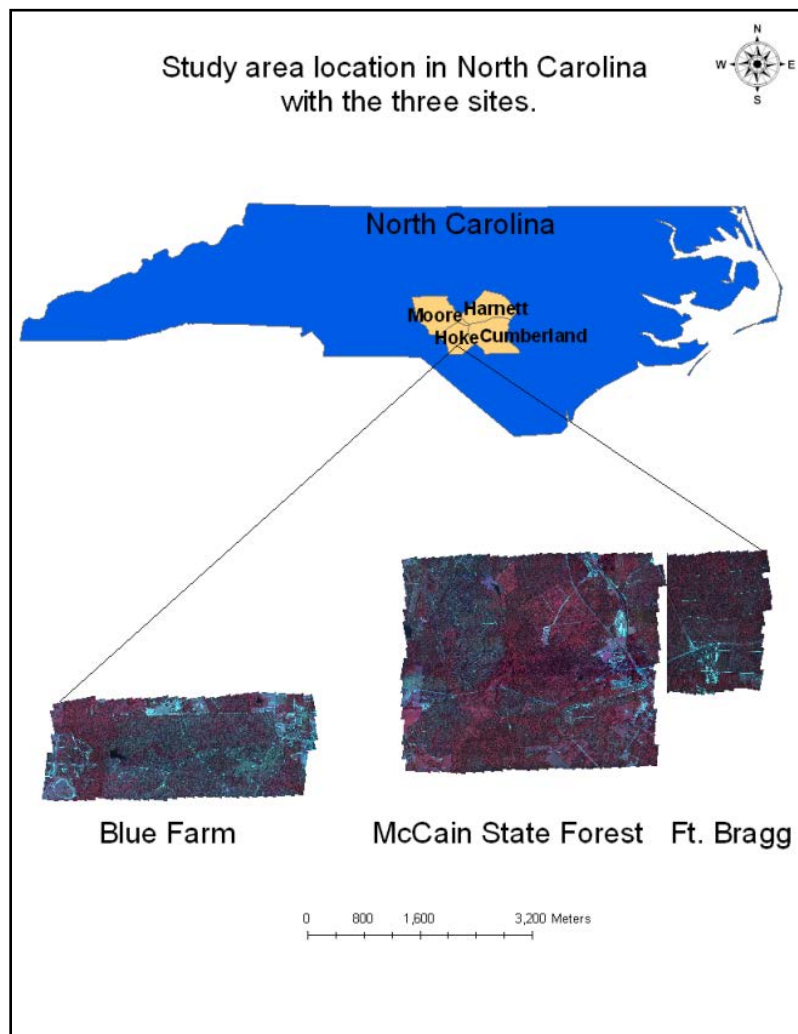 Study area location in North Carolina
with the three sites.
N
W E
S
North Carolina
Moore Harnett
Hoke Cumberland
Blue Farm McCain State Forest Ft. Bragg
0 800 1,600 3,200 Meters